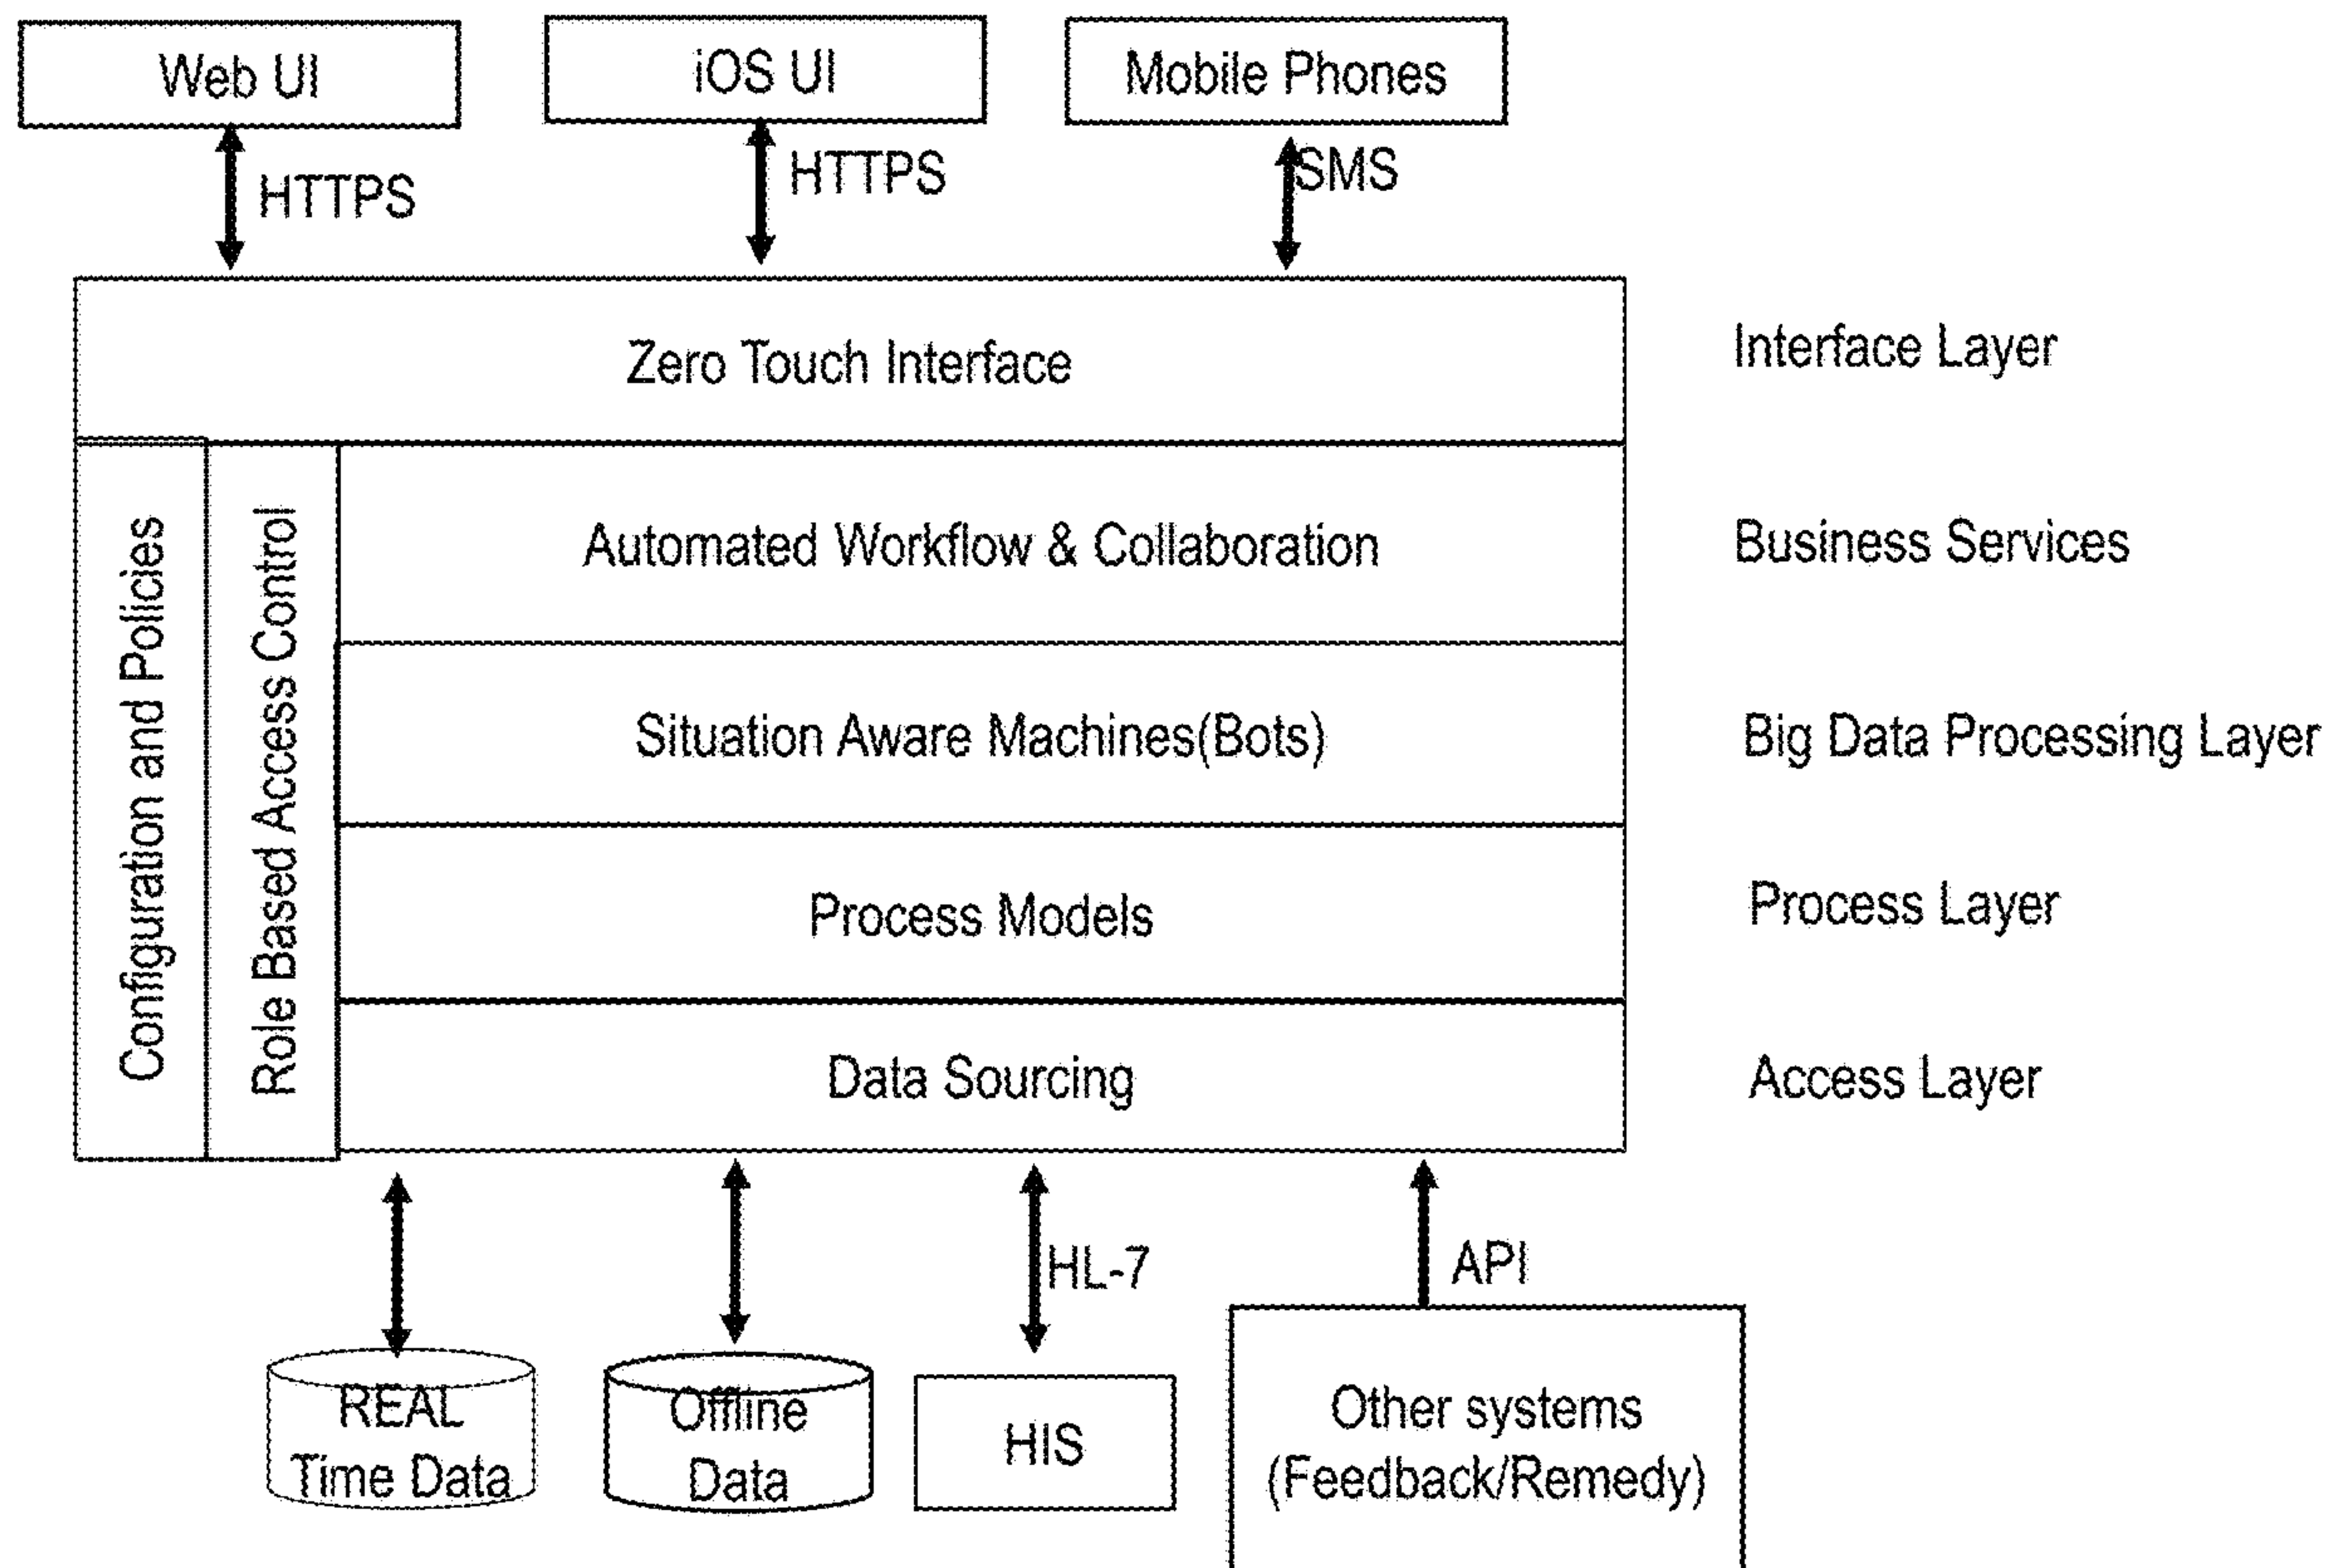 Web UI
iOS UI
Mobile Phones
HTTPS
HTTPS
SMS
Zero Touch Interface
Interface Layer
Configuration and Policies
Role Based Access Control
Automated Workflow & Collaboration
Business Services
Situation Aware Machines(Bots)
Big Data Processing Layer
Process Models
Process Layer
Data Sourcing
Access Layer
HL-7
API
REAL
Time Data
Offline
Data
HIS
Other systems
(Feedback/Remedy)